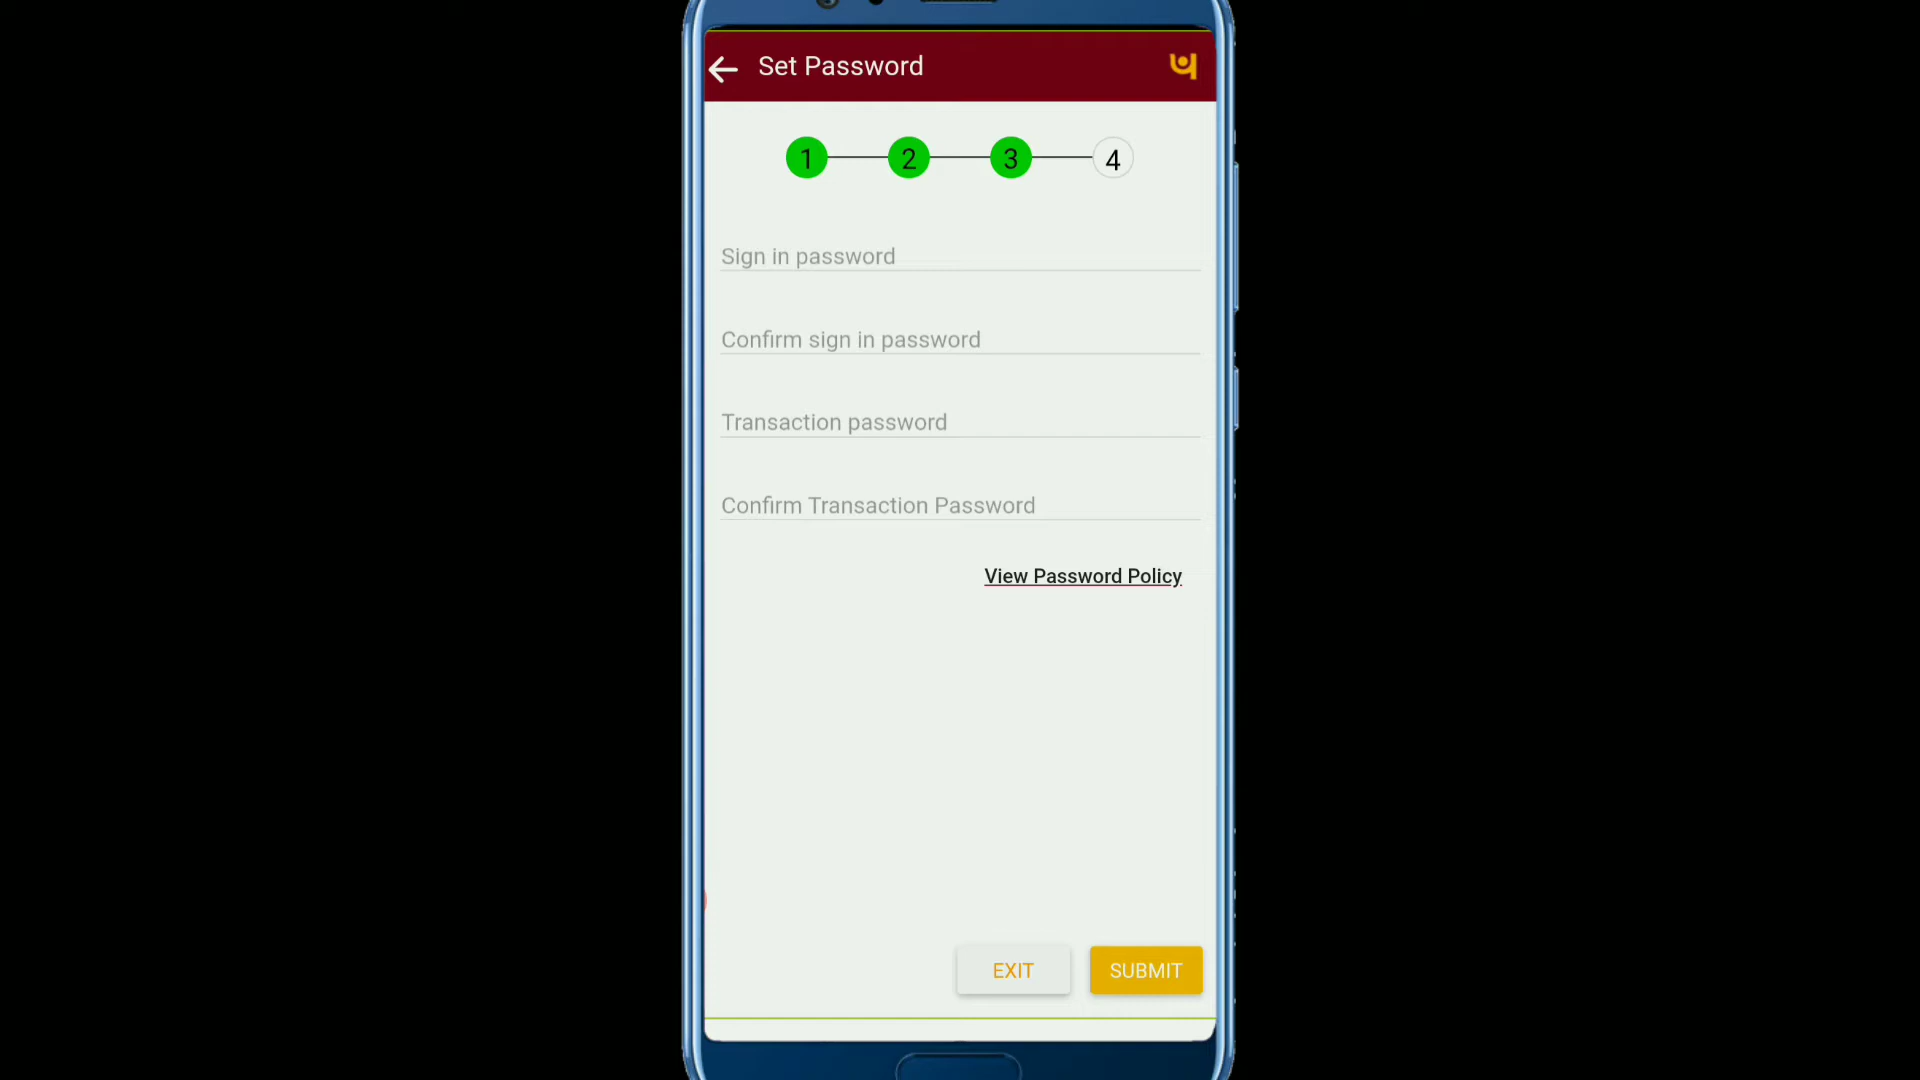 Set Password
1 2 3 4
Sign in password
Confirm sign in password
Transaction password
Confirm Transaction Password
View Password Policy
EXIT SUBMIT